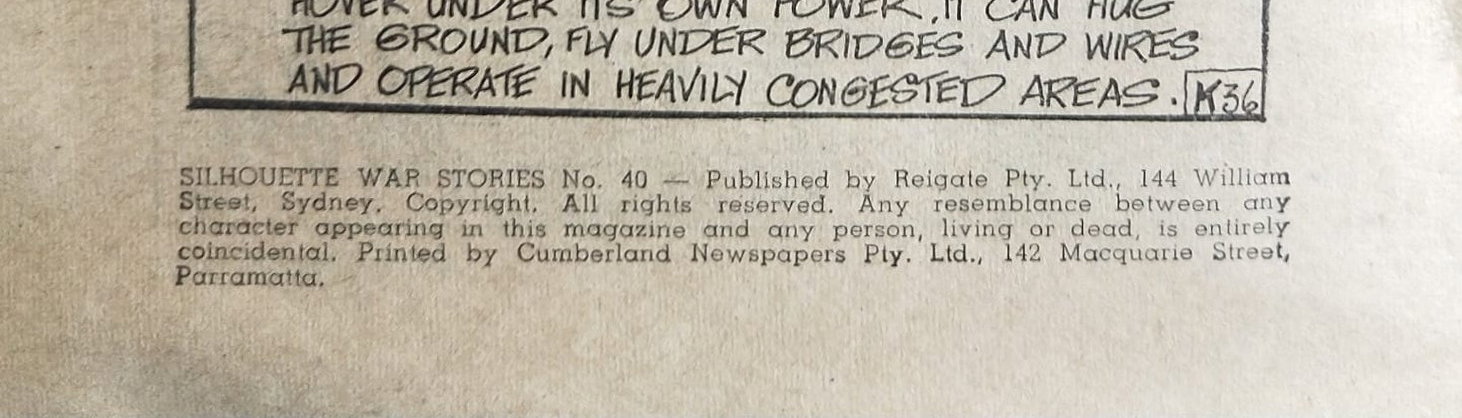 HOVER UNDER ITS OWN POWER. IT CAN HUG
THE GROUND, FLY UNDER BRIDGES AND WIRES
AND OPERATE IN HEAVILY CONGESTED AREAS.
K36
SILHOUETTE WAR STORIES No. 40 — Published by Reigate Pty. Ltd., 144 William
Street, Sydney. Copyright. All rights reserved. Any resemblance between any
character appearing in this magazine and any person, living or dead, is entirely
coincidental. Printed by Cumberland Newspapers Pty. Ltd., 142 Macquarie Street,
Parramatta.